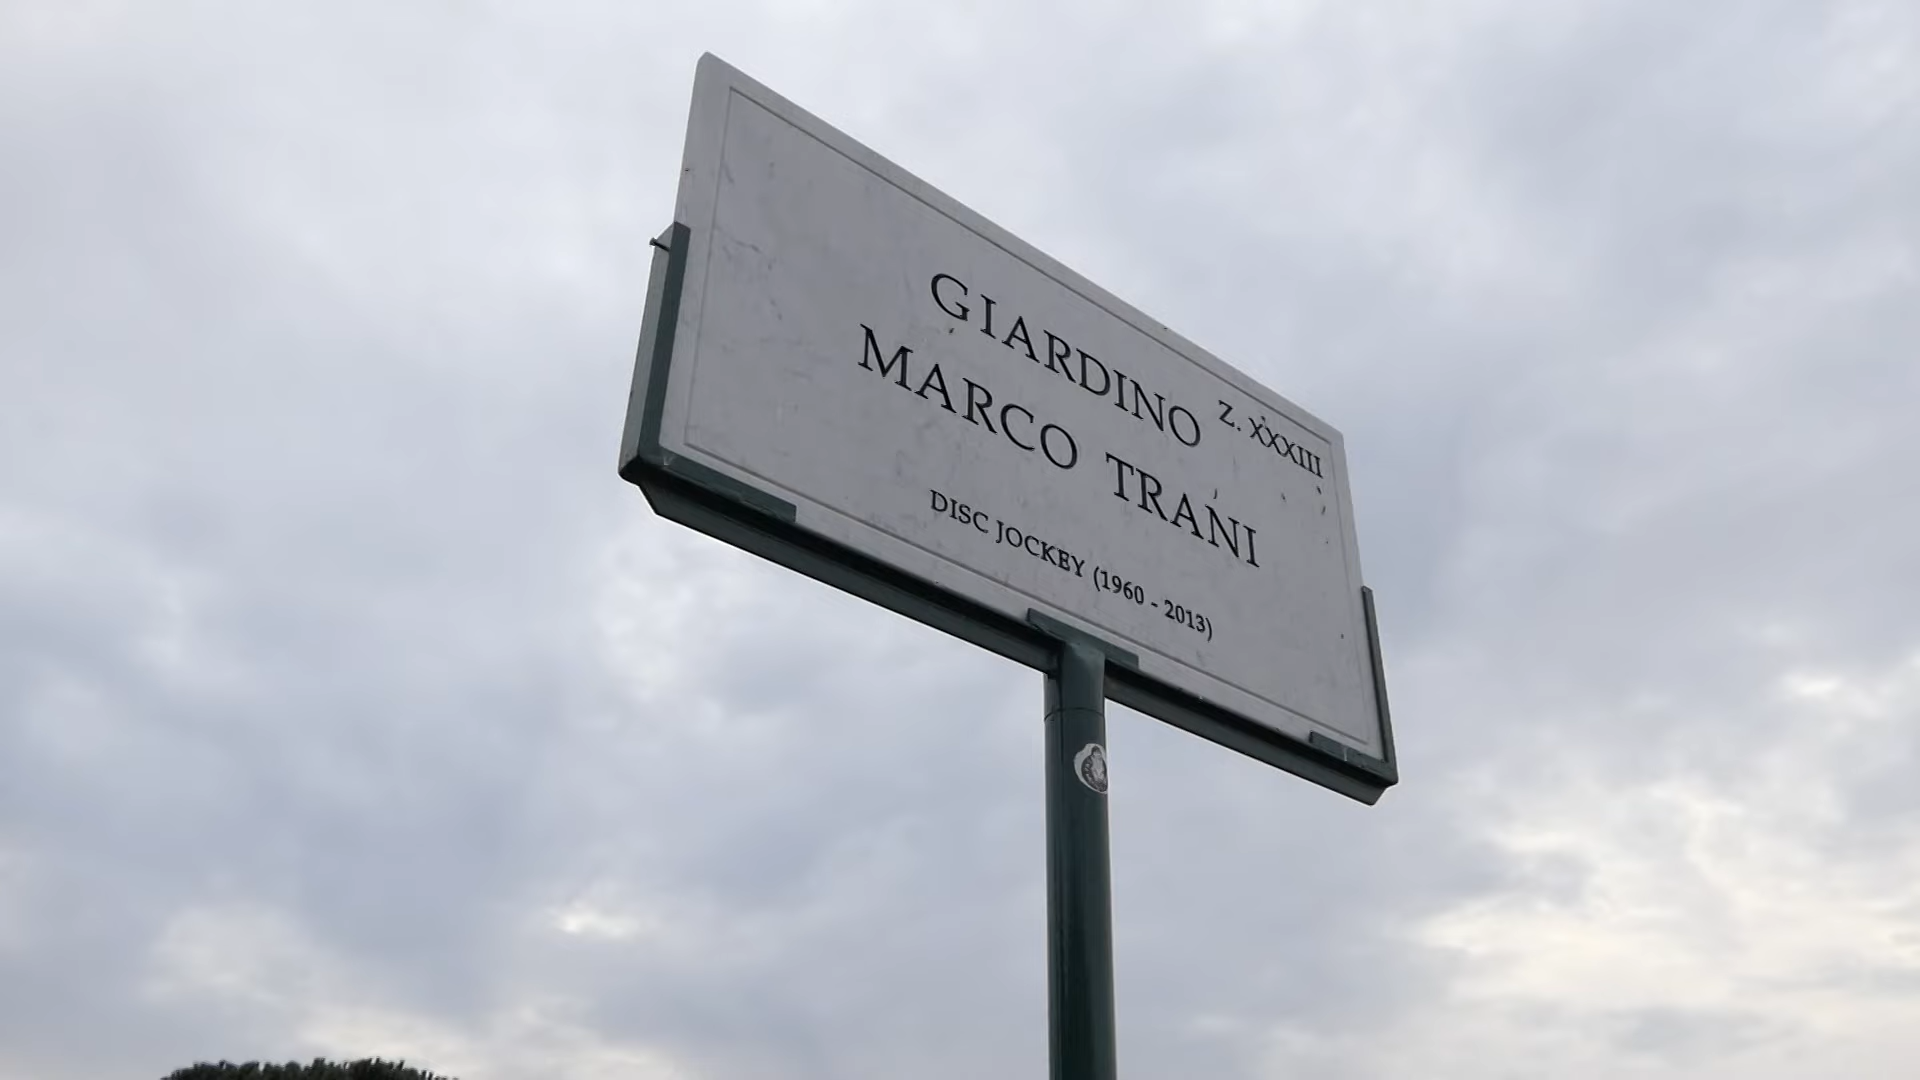 Z. XXXIII
GIARDINO
MARCO TRANI
DISC JOCKEY (1960 - 2013)